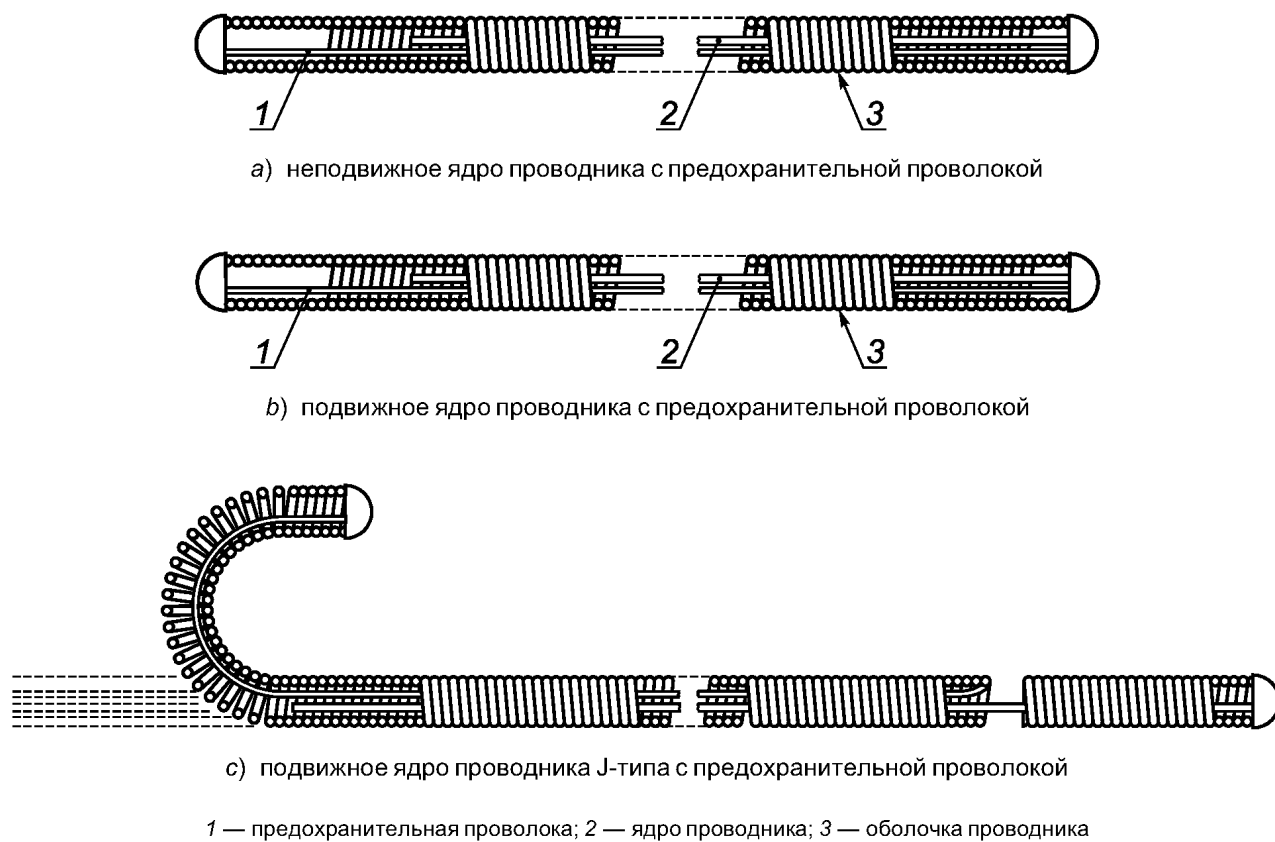 1 2 3
a) неподвижное ядро проводника с предохранительной проволокой
1 2 3
b) подвижное ядро проводника с предохранительной проволокой
c) подвижное ядро проводника J-типа с предохранительной проволокой
1 — предохранительная проволока; 2 — ядро проводника; 3 — оболочка проводника